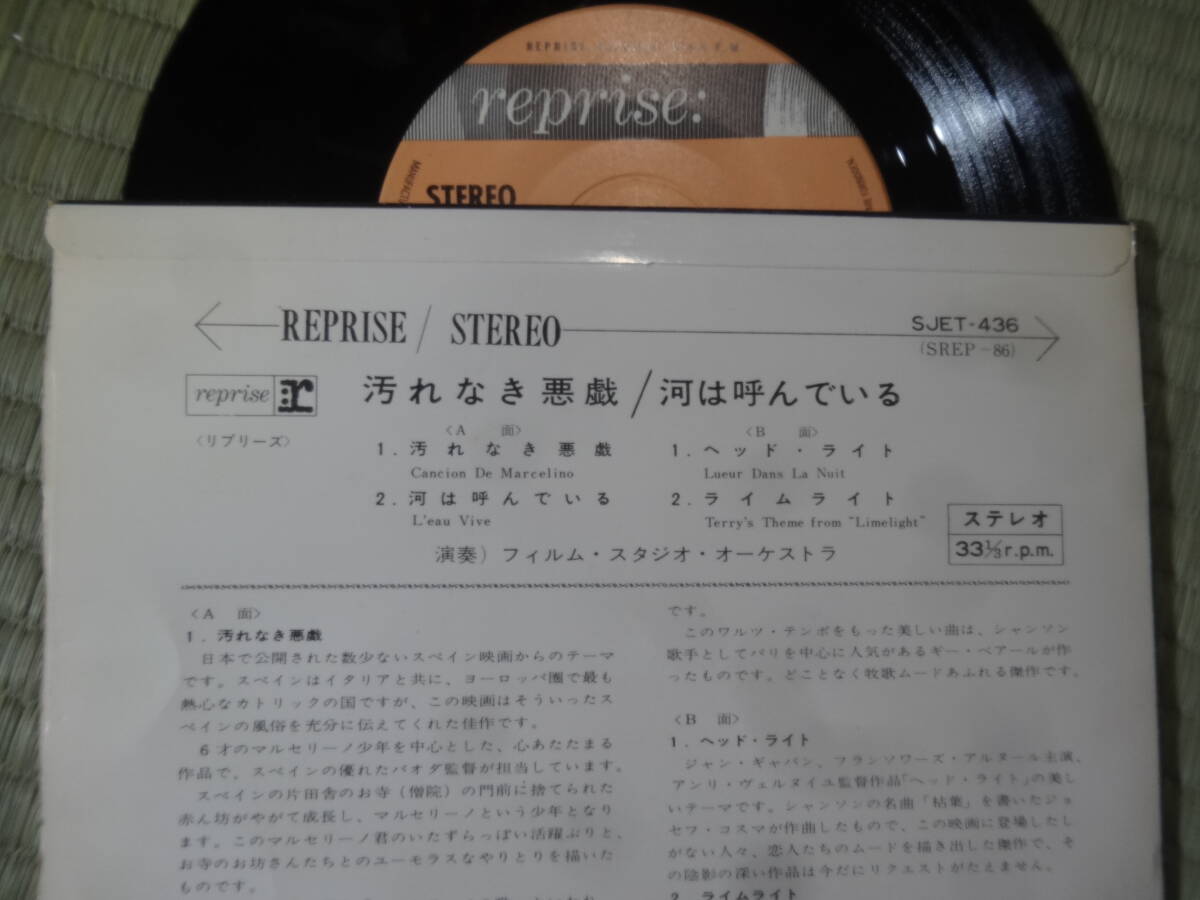 reprise:
STEREO
REPRISE / STEREO
SJET-436
(SREP-86)
reprise r:
〈リプリーズ〉
汚れなき悪戯 / 河は呼んでいる
〈A 面〉
1. 汚れなき悪戯
Cancion De Marcelino
2. 河は呼んでいる
L'eau Vive
〈B 面〉
1. ヘッド・ライト
Lueur Dans La Nuit
2. ライムライト
Terry's Theme from "Limelight"
演奏) フィルム・スタジオ・オーケストラ
ステレオ
33⅓r.p.m.
〈A 面〉
1. 汚れなき悪戯
日本で公開された数少ないスペイン映画からのテーマ
です。スペインはイタリアと共に、ヨーロッパ圏で最も
熱心なカトリックの国ですが、この映画はそういったス
ペインの風俗を充分に伝えてくれた佳作です。
6才のマルセリーノ少年を中心とした、心あたたまる
作品で、スペインの優れたバオダ監督が担当しています。
スペインの片田舎のお寺（僧院）の門前に捨てられた
赤ん坊がやがて成長し、マルセリーノという少年となり
ます。このマルセリーノ君のいたずらっぽい活躍ぶりと、
お寺のお坊さんたちとのユーモラスなやりとりを描いた
ものです。
です。
このワルツ・テンポをもった美しい曲は、シャンソン
歌手としてパリを中心に人気があるギー・ベアールが作
ったものです。どことなく牧歌ムードあふれる傑作です。
〈B 面〉
1. ヘッド・ライト
ジャン・ギャバン、フランソワーズ・アルヌール主演、
アンリ・ヴェルヌイユ監督作品「ヘッド・ライト」の美し
いテーマです。シャンソンの名曲「枯葉」を書いたジョ
セフ・コスマが作曲したもので、この映画に登場したし
がない人々、恋人たちのムードを描き出した傑作で、そ
の陰影の深い作品は今だにリクエストがたえません。
2. ライムライト